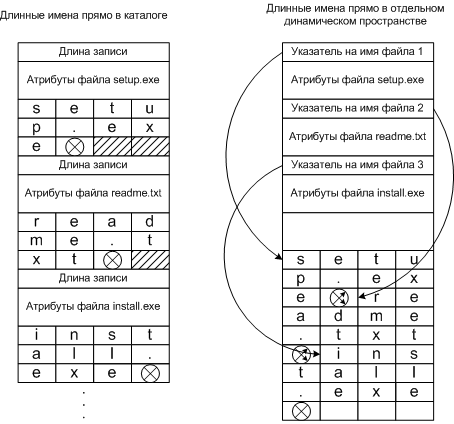 Длинные имена прямо в каталоге
Длина записи
Атрибуты файла setup.exe
s e t u
p . e x
e
Длина записи
Атрибуты файла readme.txt
r e a d
m e . t
x t
Длина записи
Атрибуты файла install.exe
i n s t
a l l .
e x e
. . .
Длинные имена прямо в отдельном
динамическом пространстве
Указатель на имя файла 1
Атрибуты файла setup.exe
Указатель на имя файла 2
Атрибуты файла readme.txt
Указатель на имя файла 3
Атрибуты файла install.exe
s e t u
p . e x
e r e
a d m e
. t x t
i n s
t a l l
. e x e